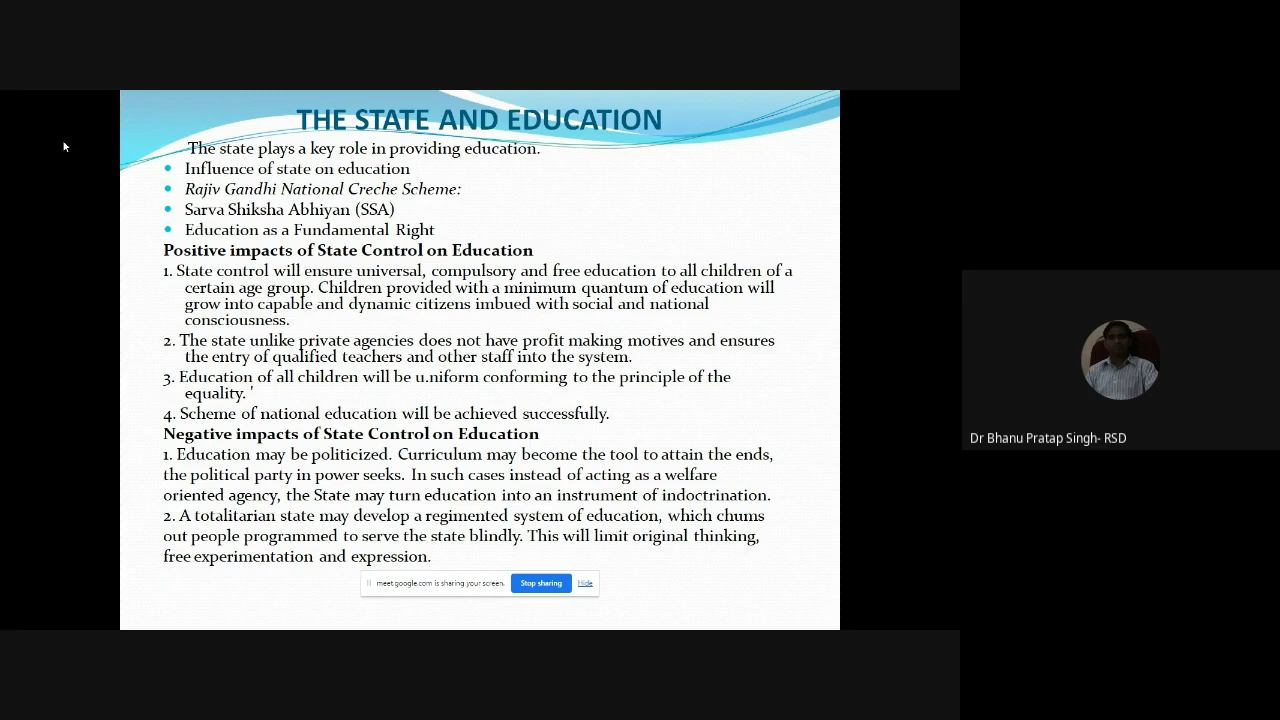 THE STATE AND EDUCATION
The state plays a key role in providing education.
• Influence of state on education
• Rajiv Gandhi National Creche Scheme:
• Sarva Shiksha Abhiyan (SSA)
• Education as a Fundamental Right
Positive impacts of State Control on Education
1. State control will ensure universal, compulsory and free education to all children of a
certain age group. Children provided with a minimum quantum of education will
grow into capable and dynamic citizens imbued with social and national
consciousness.
2. The state unlike private agencies does not have profit making motives and ensures
the entry of qualified teachers and other staff into the system.
3. Education of all children will be u.niform conforming to the principle of the
equality. '
4. Scheme of national education will be achieved successfully.
Negative impacts of State Control on Education
1. Education may be politicized. Curriculum may become the tool to attain the ends,
the political party in power seeks. In such cases instead of acting as a welfare
oriented agency, the State may turn education into an instrument of indoctrination.
2. A totalitarian state may develop a regimented system of education, which chums
out people programmed to serve the state blindly. This will limit original thinking,
free experimentation and expression.
meet.google.com is sharing your screen. Stop sharing Hide
Dr Bhanu Pratap Singh- RSD